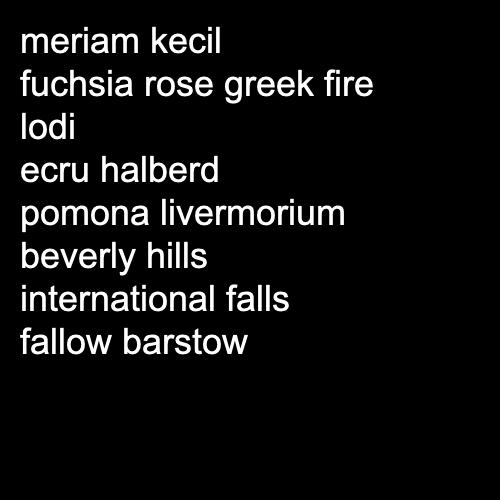 meriam kecil
fuchsia rose greek fire
lodi
ecru halberd
pomona livermorium
beverly hills
international falls
fallow barstow